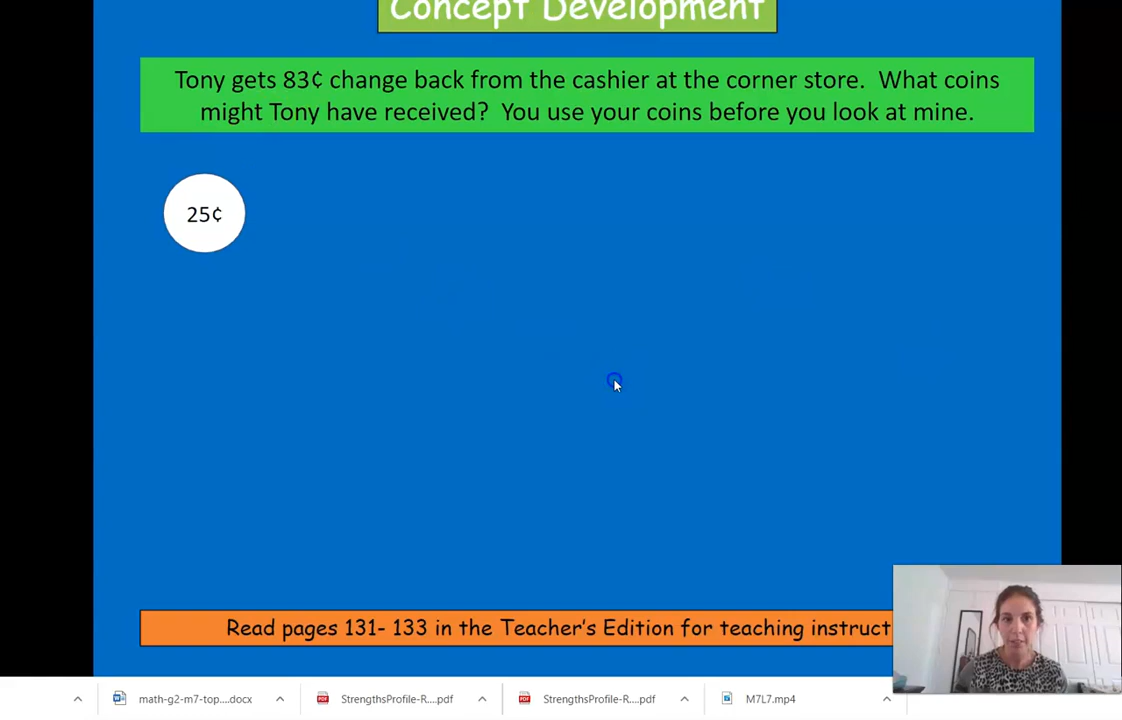 Concept Development
Tony gets 83¢ change back from the cashier at the corner store. What coins
might Tony have received? You use your coins before you look at mine.
25¢
Read pages 131- 133 in the Teacher's Edition for teaching instruct
math-g2-m7-top....docx
StrengthsProfile-R....pdf
StrengthsProfile-R....pdf
M7L7.mp4